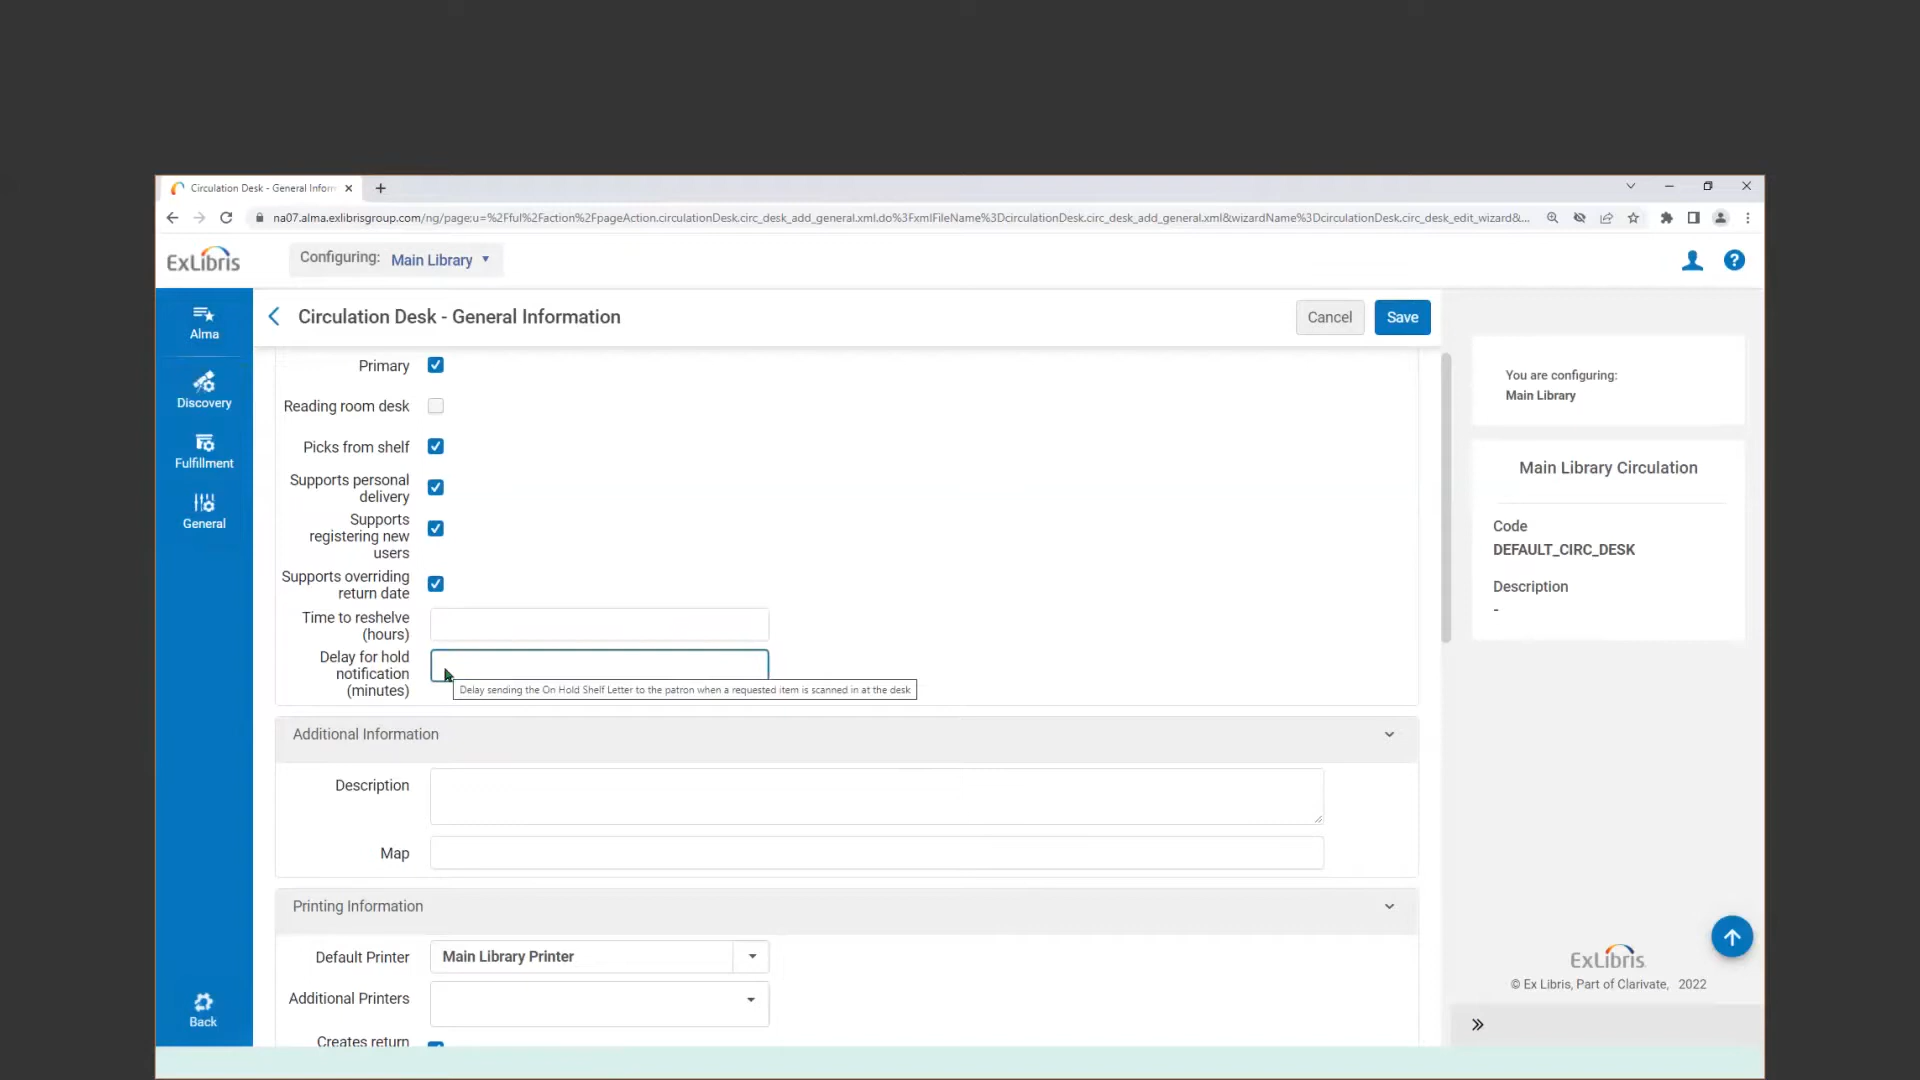 Circulation Desk - General Inform
na07.alma.exlibrisgroup.com/ng/page;u=%2Ful%2Faction%2FpageAction.circulationDesk.circ_desk_add_general.xml.do%3FxmlFileName%3DcirculationDesk.circ_desk_add_general.xml&wizardName%3DcirculationDesk.circ_desk_edit_wizard&...
ExLibris
Configuring: Main Library
Alma
Discovery
Fulfillment
General
Back
Circulation Desk - General Information
Cancel
Save
Primary
Reading room desk
Picks from shelf
Supports personal
delivery
Supports
registering new
users
Supports overriding
return date
Time to reshelve
(hours)
Delay for hold
notification
(minutes)
Delay sending the On Hold Shelf Letter to the patron when a requested item is scanned in at the desk
Additional Information
Description
Map
Printing Information
Default Printer
Main Library Printer
Additional Printers
Creates return
You are configuring:
Main Library
Main Library Circulation
Code
DEFAULT_CIRC_DESK
Description
-
ExLibris
© Ex Libris, Part of Clarivate, 2022